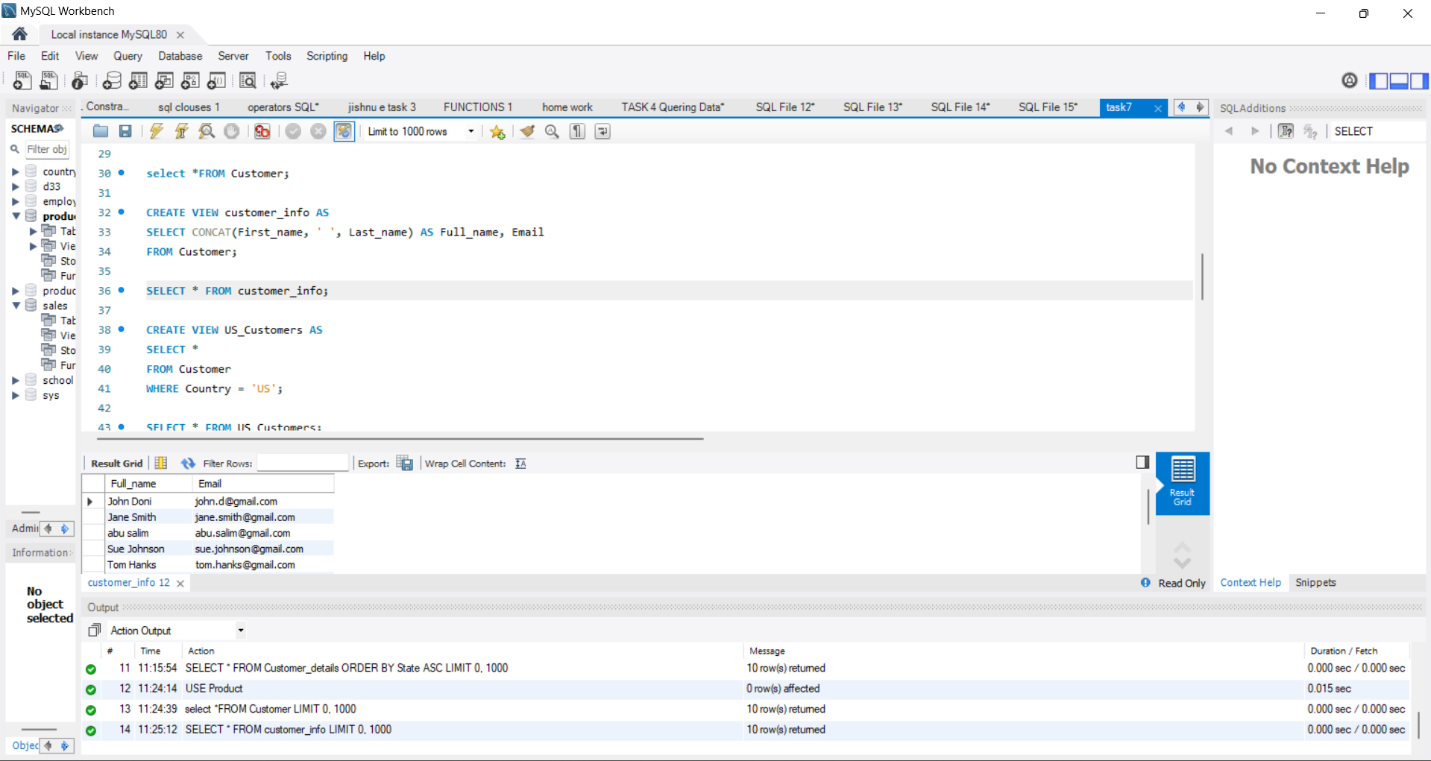 MySQL Workbench
Local instance MySQL80
File Edit View Query Database Server Tools Scripting Help
Navigator
Constra... sql clouses 1 operators SQL* jishnu e task 3 FUNCTIONS 1 home work TASK 4 Quering Data* SQL File 12* SQL File 13* SQL File 14* SQL File 15* task7
SQLAdditions
SCHEMAS
Limit to 1000 rows
SELECT
Filter obj
country
d33
employ
produ
Tab
Vie
Sto
Fun
produc
sales
Tab
Vie
Sto
Fun
school
sys
No Context Help
29
30 select *FROM Customer;
31
32 CREATE VIEW customer_info AS
33 SELECT CONCAT(First_name, ' ', Last_name) AS Full_name, Email
34 FROM Customer;
35
36 SELECT * FROM customer_info;
37
38 CREATE VIEW US_Customers AS
39 SELECT *
40 FROM Customer
41 WHERE Country = 'US';
42
43 SELECT * FROM US_Customers;
Result Grid Filter Rows: Export: Wrap Cell Content:
Full_name Email
John Doni john.d@gmail.com
Jane Smith jane.smith@gmail.com
abu salim abu.salim@gmail.com
Sue Johnson sue.johnson@gmail.com
Tom Hanks tom.hanks@gmail.com
Result
Grid
Admi
Information
No
object
selected
customer_info 12
Read Only
Context Help Snippets
Output
Action Output
# Time Action Message Duration / Fetch
11 11:15:54 SELECT * FROM Customer_details ORDER BY State ASC LIMIT 0, 1000 10 row(s) returned 0.000 sec / 0.000 sec
12 11:24:14 USE Product 0 row(s) affected 0.015 sec
13 11:24:39 select *FROM Customer LIMIT 0, 1000 10 row(s) returned 0.000 sec / 0.000 sec
14 11:25:12 SELECT * FROM customer_info LIMIT 0, 1000 10 row(s) returned 0.000 sec / 0.000 sec
Objec